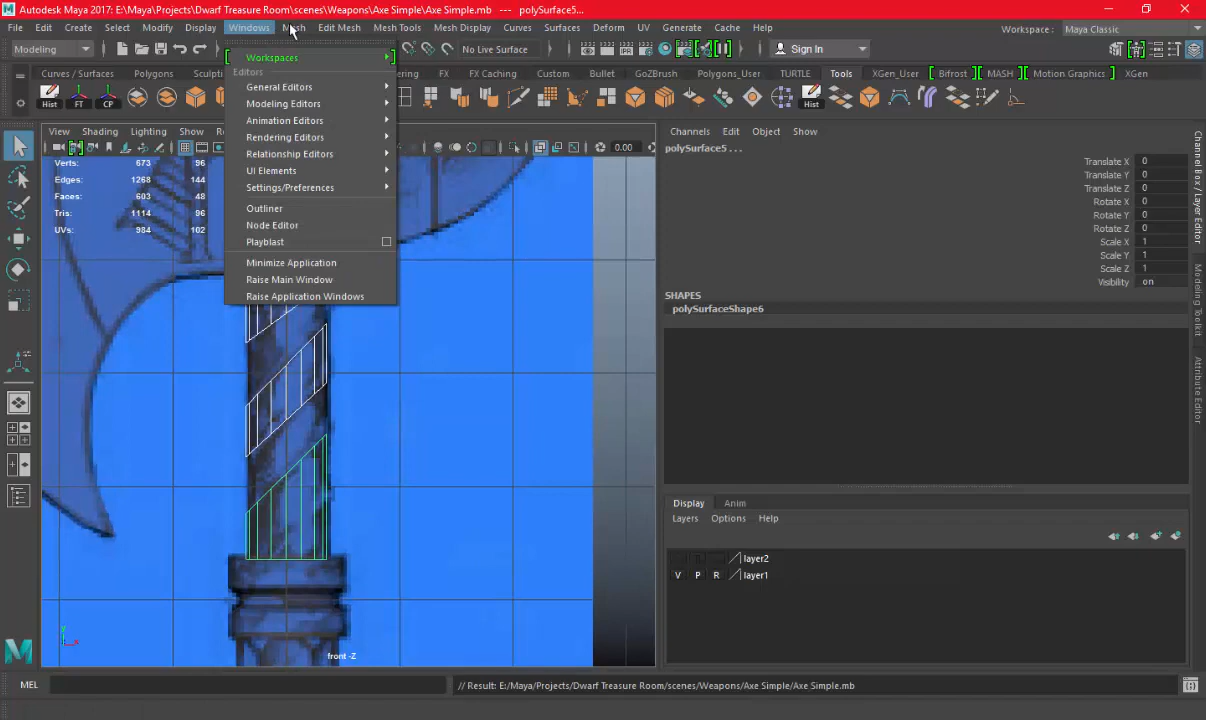 Autodesk Maya 2017: E:\Maya\Projects\Dwarf Treasure Room\scenes\Weapons\Axe Simple\Axe Simple.mb --- polySurface5...
File Edit Create Select Modify Display Windows Mesh Edit Mesh Mesh Tools Mesh Display Curves Surfaces Deform UV Generate Cache Help Workspace : Maya Classic
Modeling No Live Surface Sign In
Curves / Surfaces Polygons FX FX Caching Custom Bullet GoZBrush Polygons_User TURTLE Tools XGen_User Bifrost MASH Motion Graphics XGen
Hist FT CP Hist
View Shading Lighting Show 0.00
Workspaces
Editors
General Editors
Modeling Editors
Animation Editors
Rendering Editors
Relationship Editors
UI Elements
Settings/Preferences
Outliner
Node Editor
Playblast
Minimize Application
Raise Main Window
Raise Application Windows
Verts: 673 96
Edges: 1268 144
Faces: 603 48
Tris: 1114 96
UVs: 984 102
front -Z
Channels Edit Object Show
polySurface5 . . .
Translate X 0
Translate Y 0
Translate Z 0
Rotate X 0
Rotate Y 0
Rotate Z 0
Scale X 1
Scale Y 1
Scale Z 1
Visibility on
SHAPES
polySurfaceShape6
Display Anim
Layers Options Help
layer2
V P R layer1
Channel Box / Layer Editor
Modeling Toolkit
Attribute Editor
MEL // Result: E:/Maya/Projects/Dwarf Treasure Room/scenes/Weapons/Axe Simple/Axe Simple.mb